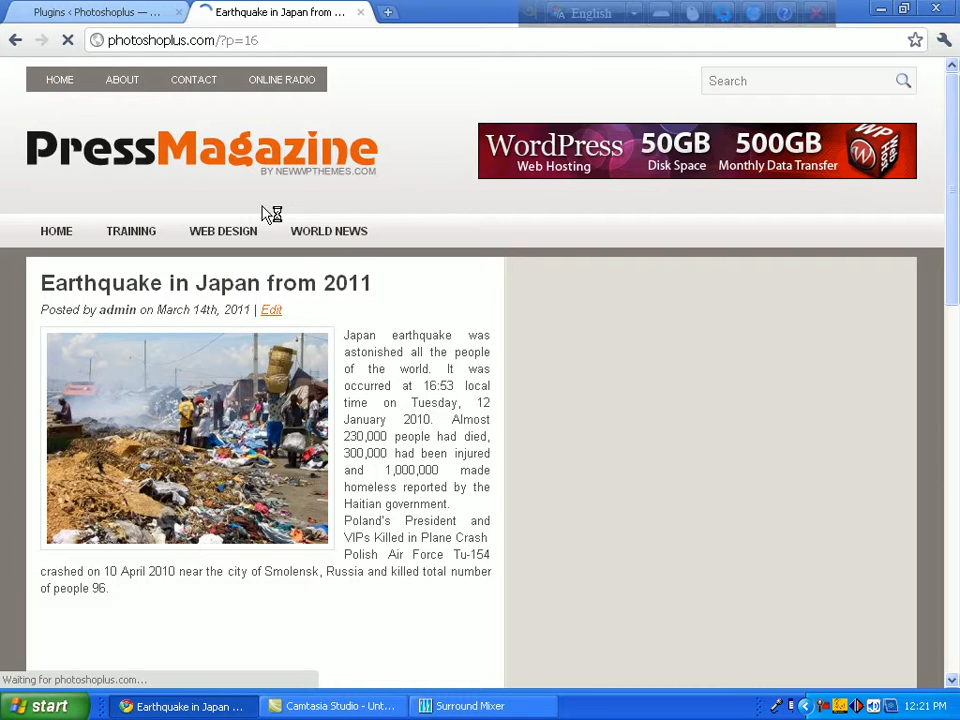 Plugins ‹ Photoshoplus — ...
Earthquake in Japan from ...
English
photoshoplus.com/?p=16
HOME ABOUT CONTACT ONLINE RADIO
Search
PressMagazine
BY NEWWPTHEMES.COM
WordPress
Web Hosting
50GB
Disk Space
500GB
Monthly Data Transfer
WP
HOME TRAINING WEB DESIGN WORLD NEWS
Earthquake in Japan from 2011
Posted by admin on March 14th, 2011 | Edit
Japan earthquake was
astonished all the people
of the world. It was
occurred at 16:53 local
time on Tuesday, 12
January 2010. Almost
230,000 people had died,
300,000 had been injured
and 1,000,000 made
homeless reported by the
Haitian government.
Poland's President and
VIPs Killed in Plane Crash
Polish Air Force Tu-154
crashed on 10 April 2010 near the city of Smolensk, Russia and killed total number
of people 96.
Waiting for photoshoplus.com...
start
Earthquake in Japan ...
Camtasia Studio - Unt...
Surround Mixer
12:21 PM